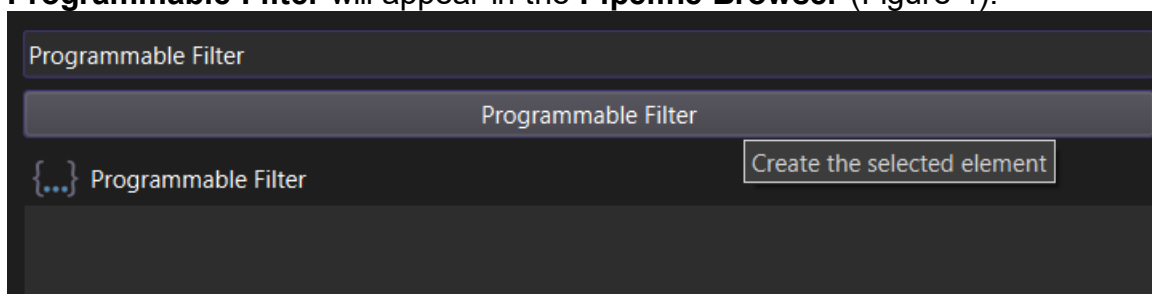 Programmable Filter will appear in the Pipeline Browser (Figure 4).
Programmable Filter
Programmable Filter
Create the selected element
{...} Programmable Filter